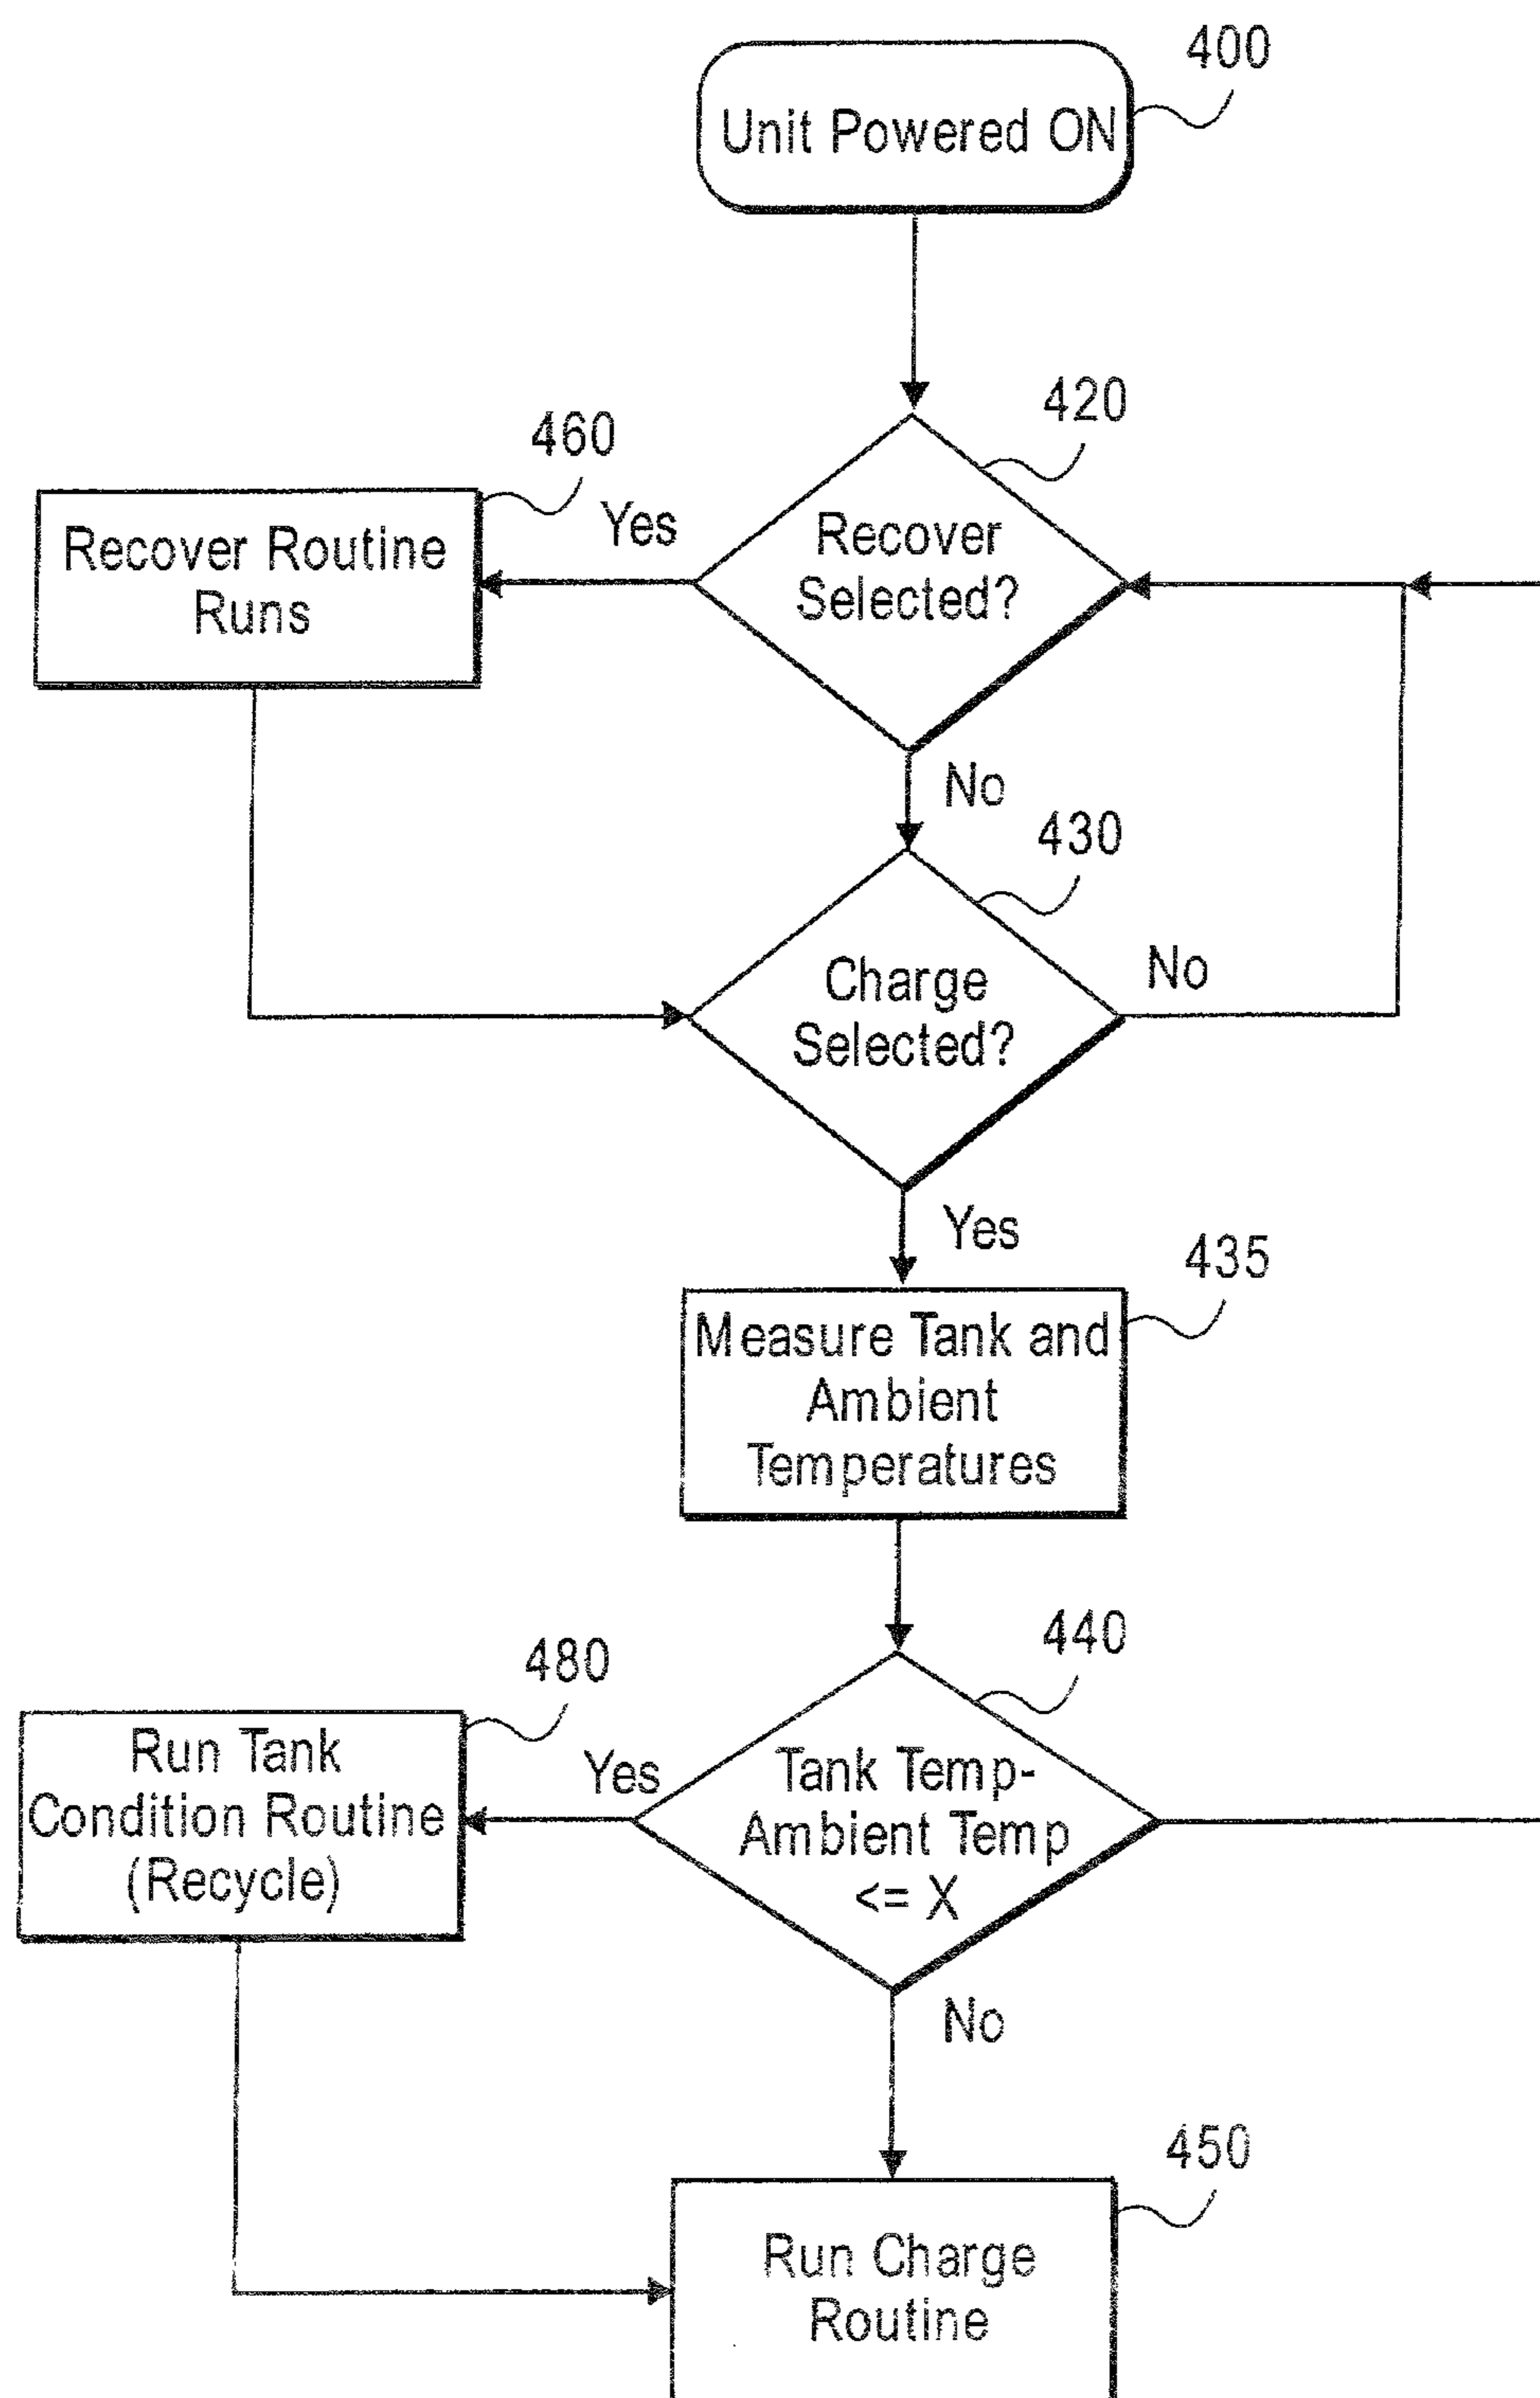 400
Unit Powered ON
420
460
Yes
Recover
Selected?
Recover Routine
Runs
No
430
Charge
Selected?
No
Yes
435
Measure Tank and
Ambient
Temperatures
440
480
Yes
Tank Temp-
Ambient Temp
<= X
Run Tank
Condition Routine
(Recycle)
No
450
Run Charge
Routine